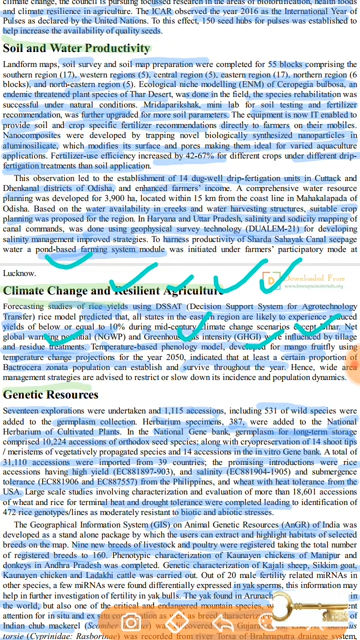 climate change, the council is pursuing focussed research in the areas of biofortification, health foods
and climate resilience in agriculture. The ICAR observed the year 2016 as the International Year of
Pulses as declared by the United Nations. To this effect, 150 seed hubs for pulses was established to
help increase the availability of quality seeds.
Soil and Water Productivity
Landform maps, soil survey and soil map preparation were completed for 55 blocks comprising the
southern region (17), western regions (5), central region (5), eastern region (17), northern region (6
blocks), and north-eastern region (5). Ecological niche modelling (ENM) of Ceropegia bulbosa, an
endemic threatened plant species of Thar Desert, was done in the field, the species rehabilitation was
successful under natural conditions. Mridaparikshak, mini lab for soil testing and fertilizer
recommendation, was further upgraded for more soil parameters. The equipment is now IT enabled to
provide soil and crop specific fertilizer recommendations directly to farmers on their mobiles.
Nanocomposites were developed by trapping novel biologically synthesized nanoparticles in
aluminosilicate, which modifies its surface and pores making them ideal for varied aquaculture
applications. Fertilizer-use efficiency increased by 42-67% for different crops under different drip-
fertigation treatments than soil application.
This observation led to the establishment of 14 dug-well drip-fertigation units in Cuttack and
Dhenkanal districts of Odisha, and enhanced farmers' income. A comprehensive water resource
planning was developed for 3,900 ha, located within 15 km from the coast line in Mahakalapada of
Odisha. Based on the water availability in creeks and water harvesting structures, suitable crop
planning was proposed for the region. In Haryana and Uttar Pradesh, salinity and sodicity mapping of
canal commands, was done using geophysical survey technology (DUALEM-21) for developing
salinity management improved strategies. To harness productivity of Sharda Sahayak Canal seepage
water a pond-based farming system module was initiated under farmers' participatory mode at
Lucknow.
Downloaded From
Climate Change and Resilient Agriculture
Forecasting studies of rice yields using DSSAT (Decision Support System for Agrotechnology
Transfer) rice model predicted that, all states in the eastern region are likely to experience reduced
yields of below or equal to 10% during mid-century climate change scenarios Net
global warming potential (NGWP) and Greenhouse gas intensity (GHGI) influenced by tillage
and residue treatments. Temperature-based phenology model, developed for mango fruitfly using
temperature change projections for the year 2050, indicated that at least a certain proportion of
Bactrocera zonata population can establish and survive throughout the year. Hence, wide area
management strategies are advised to restrict or slow down its incidence and population dynamics.
Genetic Resources
Seventeen explorations were undertaken and 1,115 accessions, including 531 of wild species were
added to the germplasm collection. Herbarium specimens, 387, were added to the National
Herbarium of Cultivated Plants. In the National Gene bank, germplasm for long-term storage
comprised 10,224 accessions of orthodox seed species; along with cryopreservation of 14 shoot tips
/ meristems of vegetatively propagated species and 14 accessions in the in vitro Gene bank. A total of
31,110 accessions were imported from 39 countries; the promising introductions were rice
accessions having high yield (EC881897-903), and salinity (EC881904-1905) and submergence
tolerance (EC881906 and EC887557) from the Philippines, and wheat with heat tolerance from the
USA. Large scale studies involving characterization and evaluation of more than 18,601 accessions
of wheat and rice for terminal heat and drought tolerance were completed leading to identification of
472 rice genotypes/lines as moderately resistant to biotic and abiotic stresses.
The Geographical Information System (GIS) on Animal Genetic Resources (AnGR) of India was
developed as a stand alone package by which the users can extract and highlight habitats of selected
breeds on the map. Nine new breeds of livestock and poultry were registered taking the total number
of registered breeds to 160. Phenotypic characterization of Kaunayen chicken of Manipur and
donkeys in Andhra Pradesh was completed. Genetic characterization of Kajali sheep, Sikkim goat,
Kaunayen chicken and Ladakhi cattle was carried out. Out of 20 male fertility related miRNAs in
other species, a few miRNAs were found differentially expressed in yak sperms, this information may
help in further investigation of fertility in yak bulls. The yak found in
the world, but also one of the critical and endangered mountain species,
attention for in situ and ex situ
Indian chub mackerel